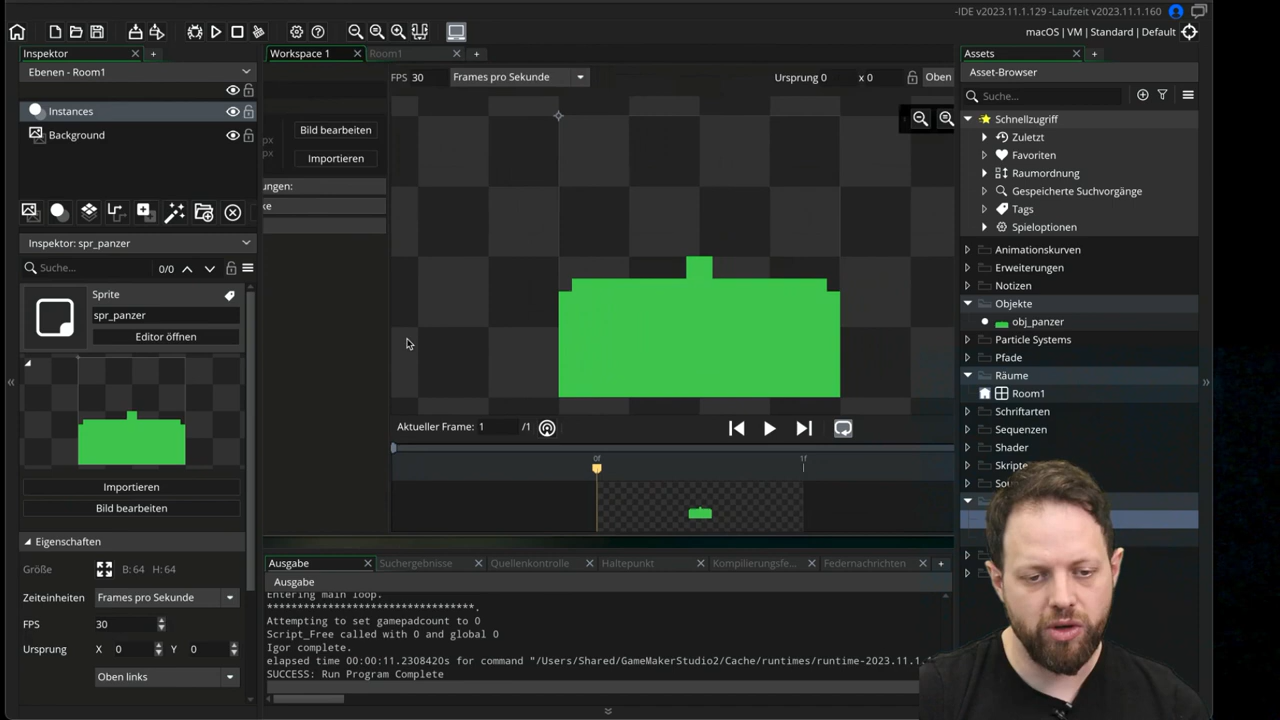 -IDE v2023.11.1.129 -Laufzeit v2023.11.1.160
macOS | VM | Standard | Default
Inspektor
Workspace 1
Room1
Assets
Ebenen - Room1
FPS 30
Frames pro Sekunde
Ursprung 0 x 0
Oben
Asset-Browser
Suche...
Instances
Background
Bild bearbeiten
px
px
Importieren
ungen:
ke
Schnellzugriff
Zuletzt
Favoriten
Raumordnung
Gespeicherte Suchvorgänge
Tags
Spieloptionen
Animationskurven
Erweiterungen
Notizen
Objekte
obj_panzer
Particle Systems
Pfade
Räume
Room1
Schriftarten
Sequenzen
Shader
Skripte
Inspektor: spr_panzer
Suche...
0/0
Sprite
spr_panzer
Editor öffnen
Importieren
Bild bearbeiten
Eigenschaften
Größe B: 64 H: 64
Zeiteinheiten Frames pro Sekunde
FPS 30
Ursprung X 0 Y 0
Oben links
Aktueller Frame: 1 /1
0f
1f
Ausgabe
Suchergebnisse
Quellenkontrolle
Haltepunkt
Kompilierungsfe...
Federnachrichten
Ausgabe
Entering main loop.
**********************************.
Attempting to set gamepadcount to 0
Script_Free called with 0 and global 0
Igor complete.
elapsed time 00:00:11.2308420s for command "/Users/Shared/GameMakerStudio2/Cache/runtimes/runtime-2023.11.1.1
SUCCESS: Run Program Complete